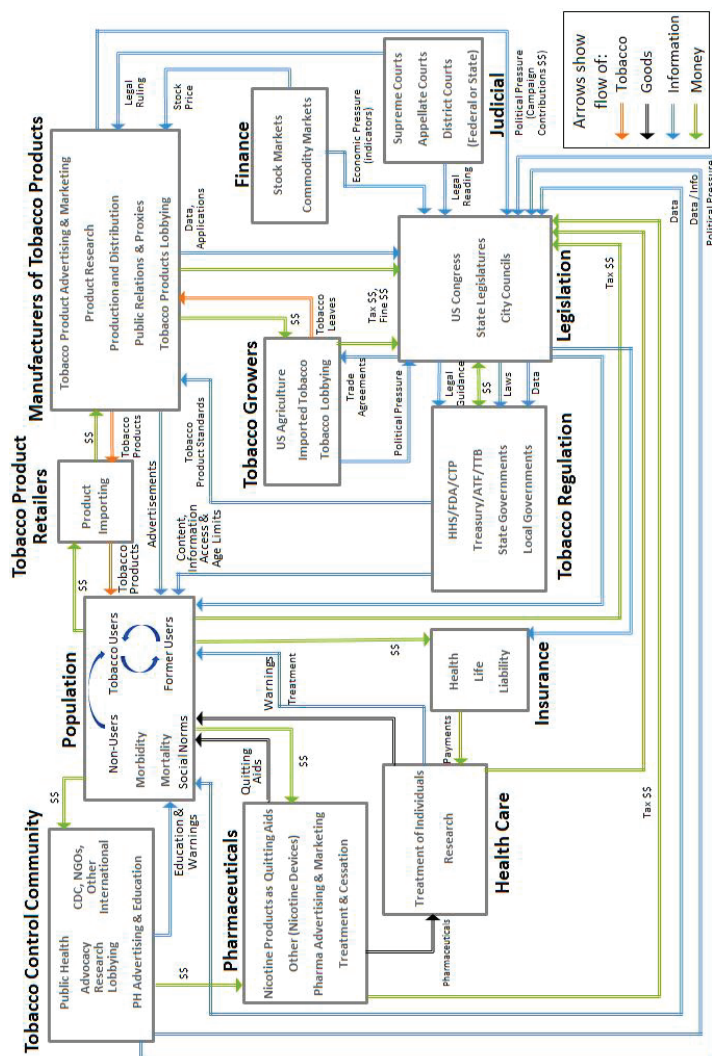 Tobacco Control Community
Public Health
Advocacy
Research
Lobbying
CDC, NGOs,
Other
International
PH Advertising & Education
$$
Education &
Warnings
$$
Population
Non-Users
Tobacco Users
Former Users
Morbidity
Mortality
Social Norms
$$
Tobacco
Products
Tobacco Product
Retailers
Product
Importing
$$
Tobacco
Products
Advertisements
Manufacturers of Tobacco Products
Tobacco Product Advertising & Marketing
Product Research
Production and Distribution
Public Relations & Proxies
Tobacco Products Lobbying
Legal
Ruling
Stock
Price
Data,
Applications
$$
Tobacco
Leaves
Tobacco
Product Standards
Content,
Information
Access &
Age Limits
Pharmaceuticals
Nicotine Products as Quitting Aids
Other (Nicotine Devices)
Pharma Advertising & Marketing
Treatment & Cessation
Quitting
Aids
$$
Warnings
Treatment
$$
Pharmaceuticals
Health Care
Treatment of Individuals
Research
Payments
Insurance
Health
Life
Liability
Tobacco Growers
US Agriculture
Imported Tobacco
Tobacco Lobbying
Tax $$,
Fine $$
Trade
Agreements
Political Pressure
Finance
Stock Markets
Commodity Markets
Economic Pressure
(indicators)
Judicial
Supreme Courts
Appellate Courts
District Courts
(Federal or State)
Legal
Reading
Political Pressure
(Campaign
Contributions $$)
Tobacco Regulation
HHS/FDA/CTP
Treasury/ATF/TTB
State Governments
Local Governments
Legal
Guidance
$$
Laws
Data
Legislation
US Congress
State Legislatures
City Councils
Tax $$
Tax $$
Tax $$
Data
Data / Info
Political Pressure
Arrows show
flow of:
Tobacco
Goods
Information
Money